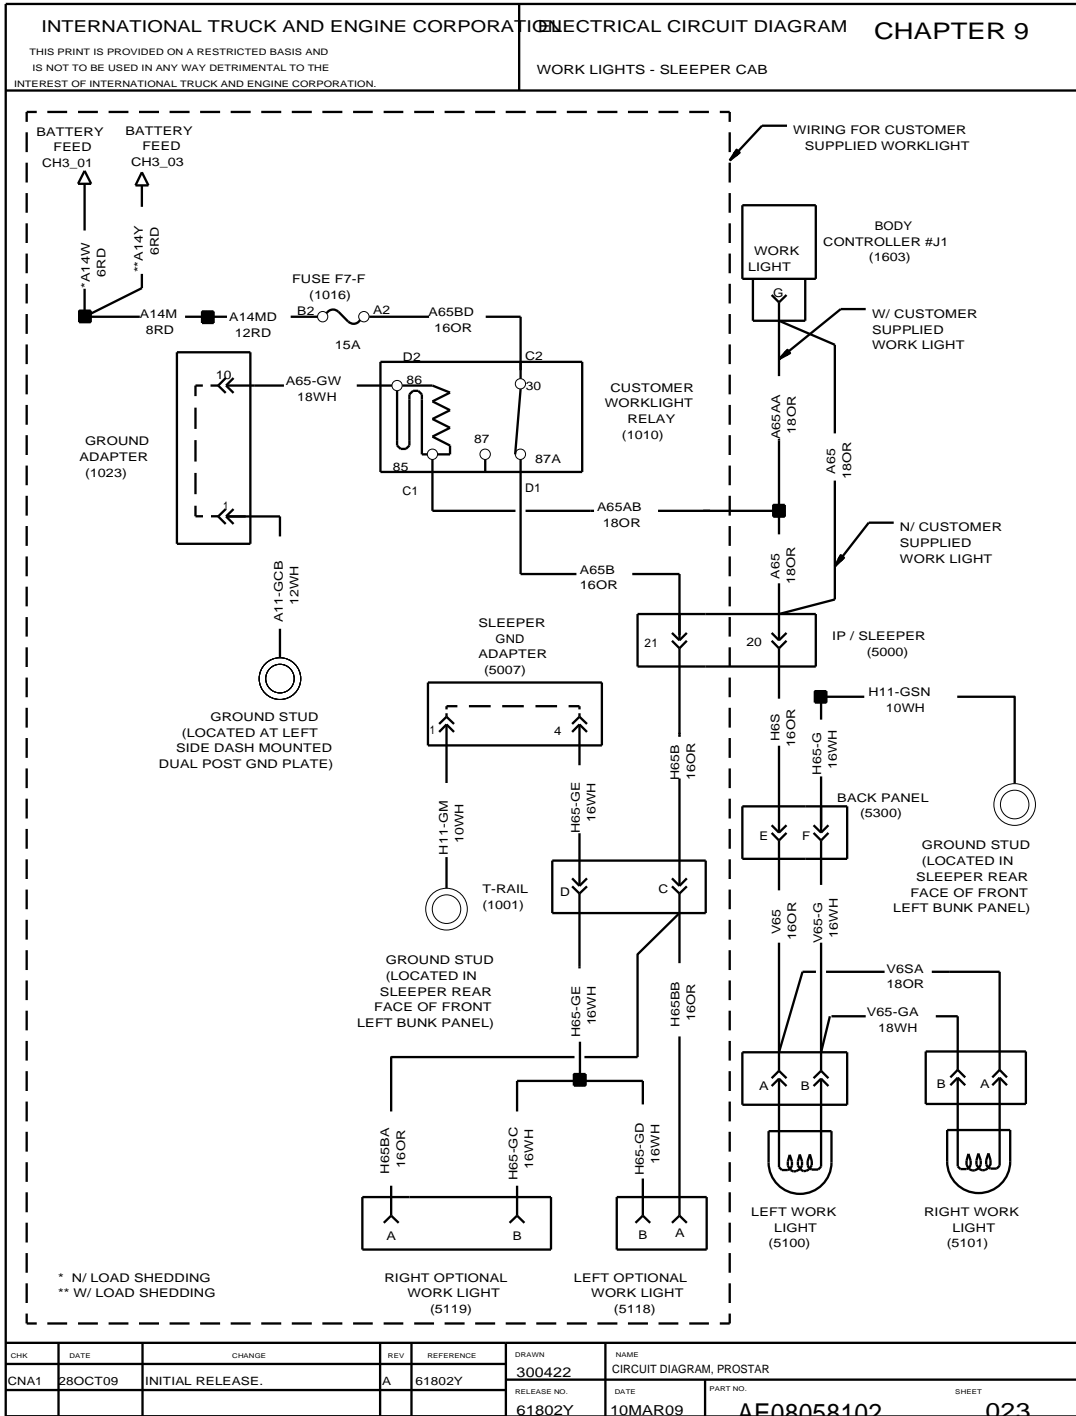 INTERNATIONAL TRUCK AND ENGINE CORPORATION
ELECTRICAL CIRCUIT DIAGRAM
CHAPTER 9
THIS PRINT IS PROVIDED ON A RESTRICTED BASIS AND
IS NOT TO BE USED IN ANY WAY DETRIMENTAL TO THE
INTEREST OF INTERNATIONAL TRUCK AND ENGINE CORPORATION.
WORK LIGHTS - SLEEPER CAB
BATTERY
FEED
CH3_01
BATTERY
FEED
CH3_03
WIRING FOR CUSTOMER
SUPPLIED WORKLIGHT
*A14W
6RD
**A14Y
6RD
BODY
CONTROLLER #J1
(1603)
WORK
LIGHT
G
FUSE F7-F
(1016)
A14M
8RD
A14MD
12RD
B2
A2
15A
A65BD
16OR
W/ CUSTOMER
SUPPLIED
WORK LIGHT
D2
C2
10
A65-GW
18WH
86
30
87
87A
85
C1
D1
CUSTOMER
WORKLIGHT
RELAY
(1010)
A65AA
18OR
A65
18OR
GROUND
ADAPTER
(1023)
1
A65AB
18OR
N/ CUSTOMER
SUPPLIED
WORK LIGHT
A11-GCB
12WH
A65B
16OR
A65
18OR
SLEEPER
GND
ADAPTER
(5007)
21
20
IP / SLEEPER
(5000)
GROUND STUD
(LOCATED AT LEFT
SIDE DASH MOUNTED
DUAL POST GND PLATE)
1
4
H11-GSN
10WH
H6S
16OR
H65-G
16WH
H65B
16OR
H11-GM
10WH
H65-GE
16WH
BACK PANEL
(5300)
E
F
GROUND STUD
(LOCATED IN
SLEEPER REAR
FACE OF FRONT
LEFT BUNK PANEL)
T-RAIL
(1001)
D
C
V65
16OR
V65-G
16WH
GROUND STUD
(LOCATED IN
SLEEPER REAR
FACE OF FRONT
LEFT BUNK PANEL)
H65-GE
16WH
H65BB
16OR
V6SA
18OR
V65-GA
18WH
A
B
B
A
H65BA
16OR
H65-GC
16WH
H65-GD
16WH
A
B
B
A
LEFT WORK
LIGHT
(5100)
RIGHT WORK
LIGHT
(5101)
* N/ LOAD SHEDDING
** W/ LOAD SHEDDING
RIGHT OPTIONAL
WORK LIGHT
(5119)
LEFT OPTIONAL
WORK LIGHT
(5118)
CHK
DATE
CHANGE
REV
REFERENCE
DRAWN
300422
NAME
CIRCUIT DIAGRAM, PROSTAR
CNA1
28OCT09
INITIAL RELEASE.
A
61802Y
RELEASE NO.
61802Y
DATE
10MAR09
PART NO.
AE08058102
SHEET
023